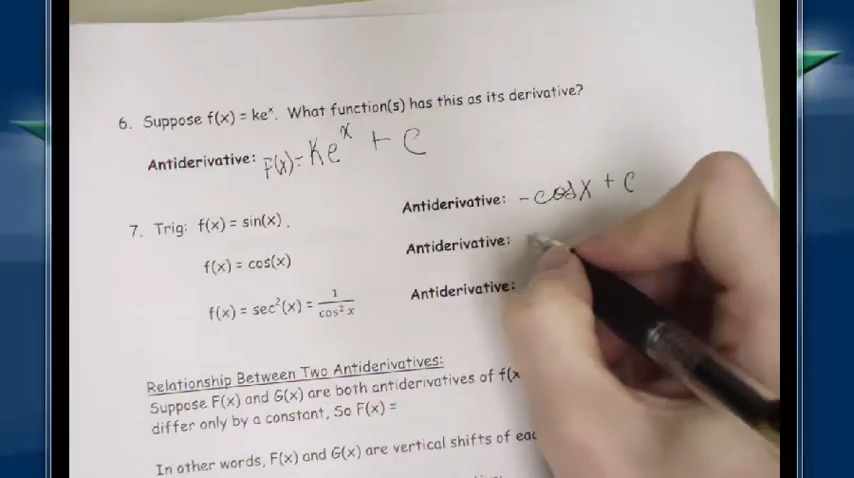 6. Suppose f(x) = keˣ. What function(s) has this as its derivative?
Antiderivative: F(x) = Keˣ + C
7. Trig: f(x) = sin(x). Antiderivative: -cosx + C
f(x) = cos(x) Antiderivative:
f(x) = sec²(x) = 1/cos² x Antiderivative:
Relationship Between Two Antiderivatives:
Suppose F(x) and G(x) are both antiderivatives of f(x
differ only by a constant, So F(x) =
In other words, F(x) and G(x) are vertical shifts of eac